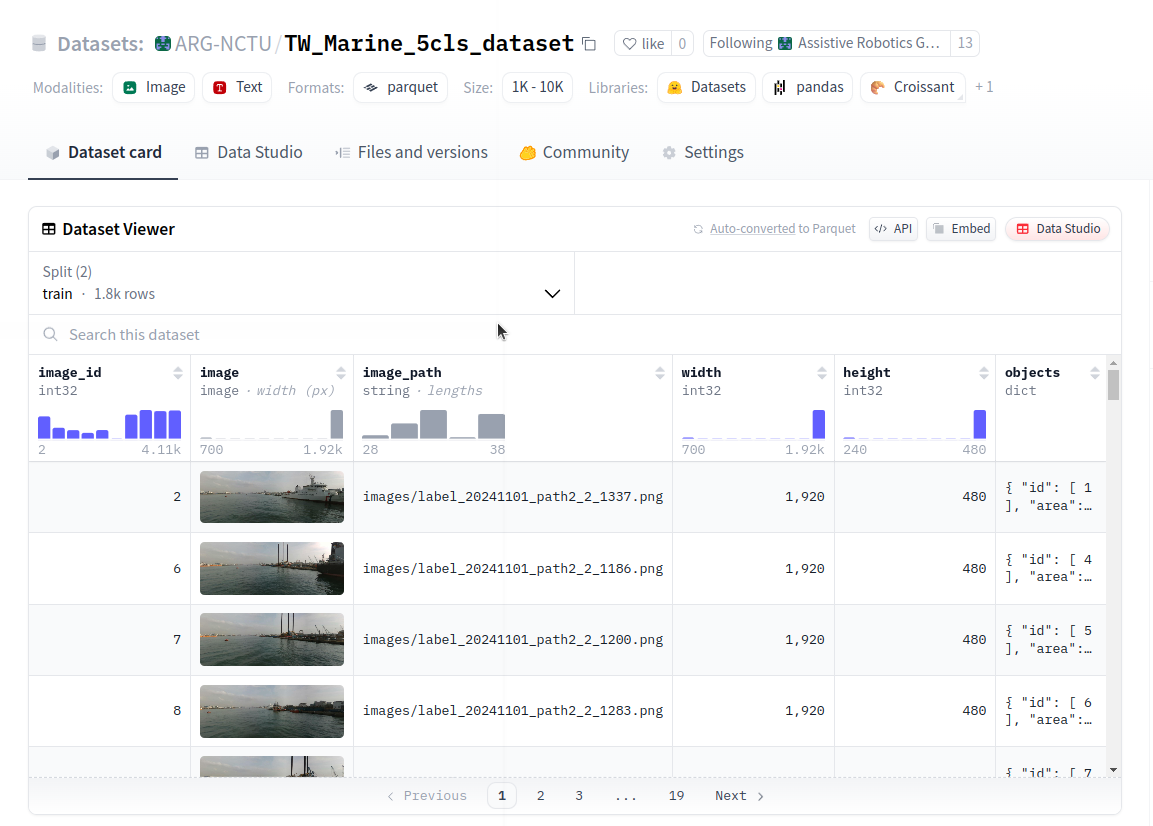 Datasets: ARG-NCTU / TW_Marine_5cls_dataset like 0 Following Assistive Robotics G... 13
Modalities: Image Text Formats: parquet Size: 1K - 10K Libraries: Datasets pandas Croissant + 1
Dataset card Data Studio Files and versions Community Settings
Dataset Viewer Auto-converted to Parquet API Embed Data Studio
Split (2)
train · 1.8k rows
Search this dataset
image_id image image_path width height objects
int32 image · width (px) string · lengths int32 int32 dict
2 4.11k 700 1.92k 28 38 700 1.92k 240 480
2 images/label_20241101_path2_2_1337.png 1,920 480 { "id": [ 1
], "area":…
6 images/label_20241101_path2_2_1186.png 1,920 480 { "id": [ 4
], "area":…
7 images/label_20241101_path2_2_1200.png 1,920 480 { "id": [ 5
], "area":…
8 images/label_20241101_path2_2_1283.png 1,920 480 { "id": [ 6
], "area":…
{ "id": [ 7
< Previous 1 2 3 ... 19 Next >